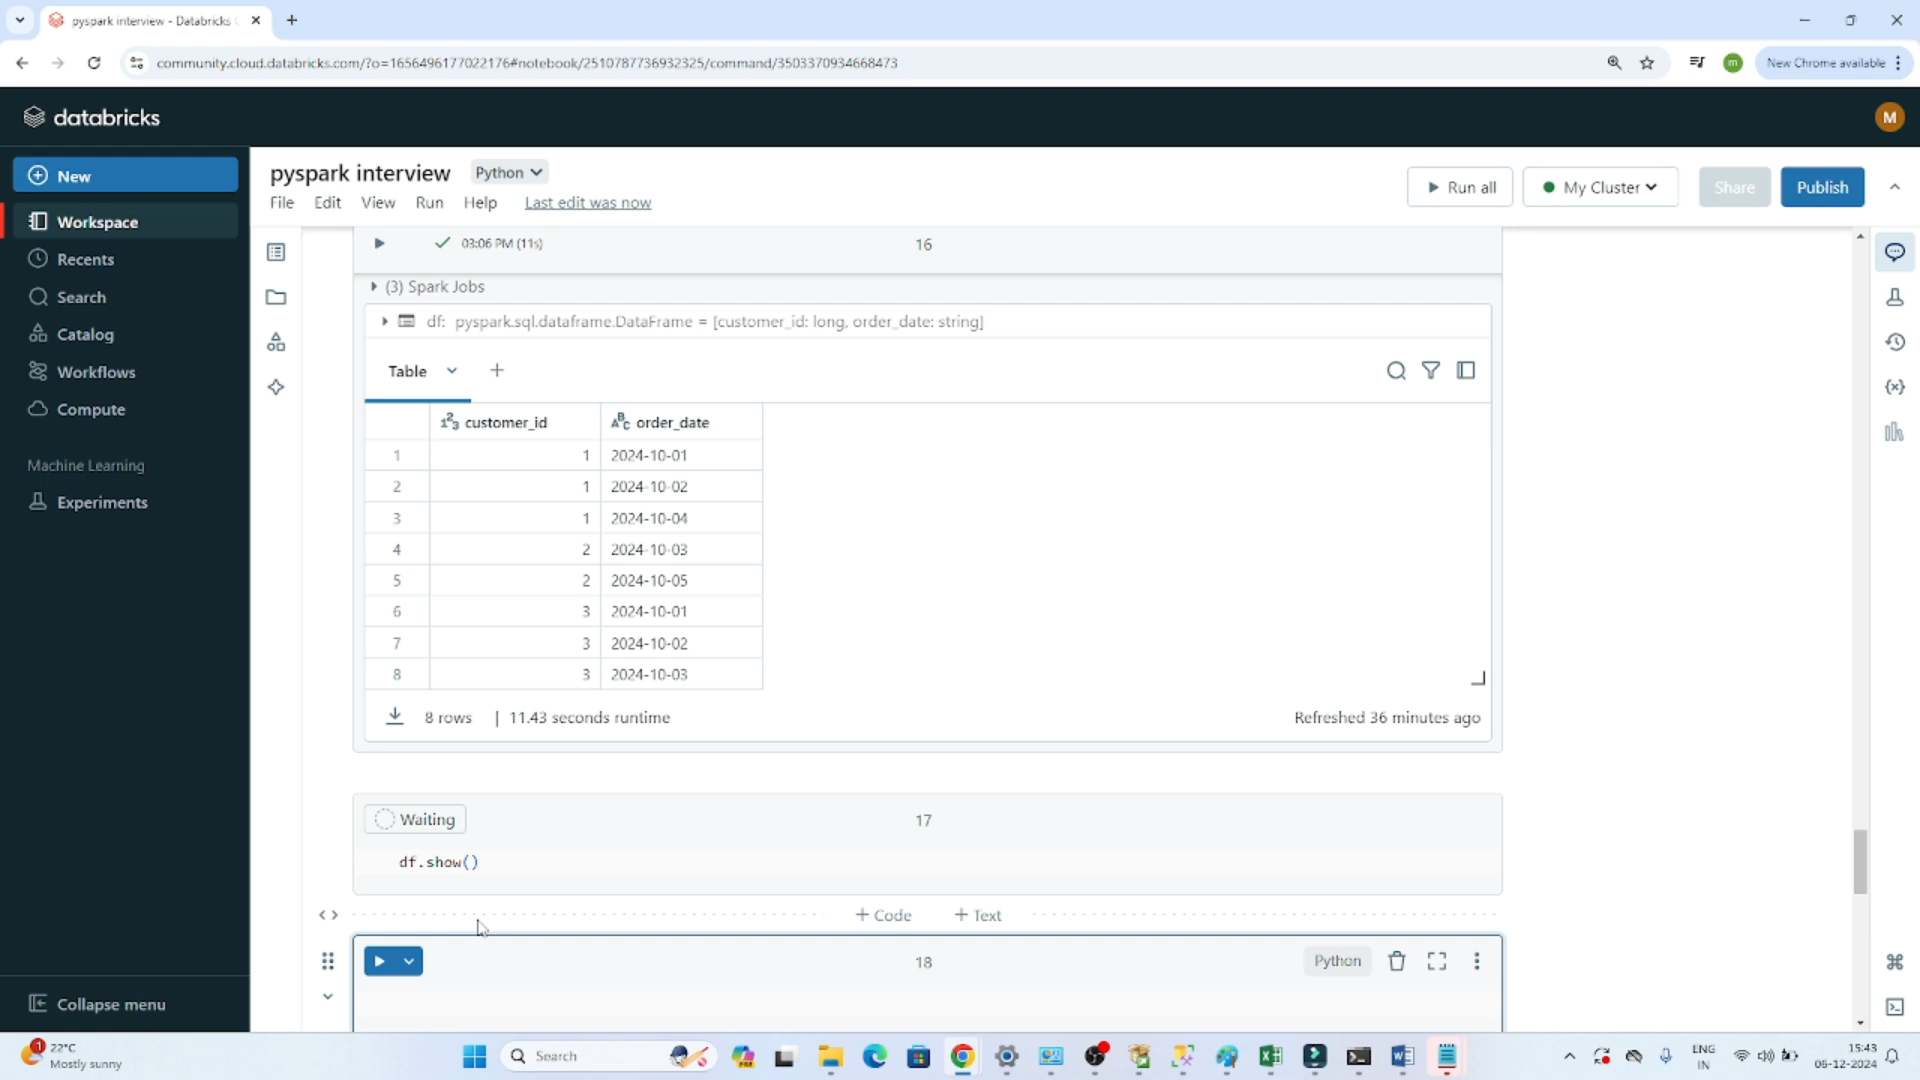 pyspark interview - Databricks
community.cloud.databricks.com/?o=1656496177022176#notebook/2510787736932325/command/3503370934668473
m
New Chrome available
databricks
M
New
Workspace
Recents
Search
Catalog
Workflows
Compute
Machine Learning
Experiments
Collapse menu
pyspark interview
Python
File
Edit
View
Run
Help
Last edit was now
Run all
My Cluster
Share
Publish
03:06 PM (11s)
16
(3) Spark Jobs
df: pyspark.sql.dataframe.DataFrame = [customer_id: long, order_date: string]
Table
customer_id order_date
1 1 2024-10-01
2 1 2024-10-02
3 1 2024-10-04
4 2 2024-10-03
5 2 2024-10-05
6 3 2024-10-01
7 3 2024-10-02
8 3 2024-10-03
8 rows | 11.43 seconds runtime
Refreshed 36 minutes ago
Waiting
17
df.show()
+ Code
+ Text
18
Python
1
22°C
Mostly sunny
Search
ENG
IN
15:43
06-12-2024